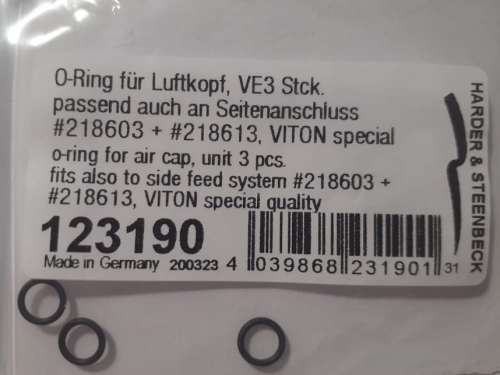 O-Ring für Luftkopf, VE3 Stck.
passend auch an Seitenanschluss
#218603 + #218613, VITON special
o-ring for air cap, unit 3 pcs.
fits also to side feed system #218603 +
#218613, VITON special quality
123190
Made in Germany 200323
4 039868 231901 31
HARDER & STEENBECK